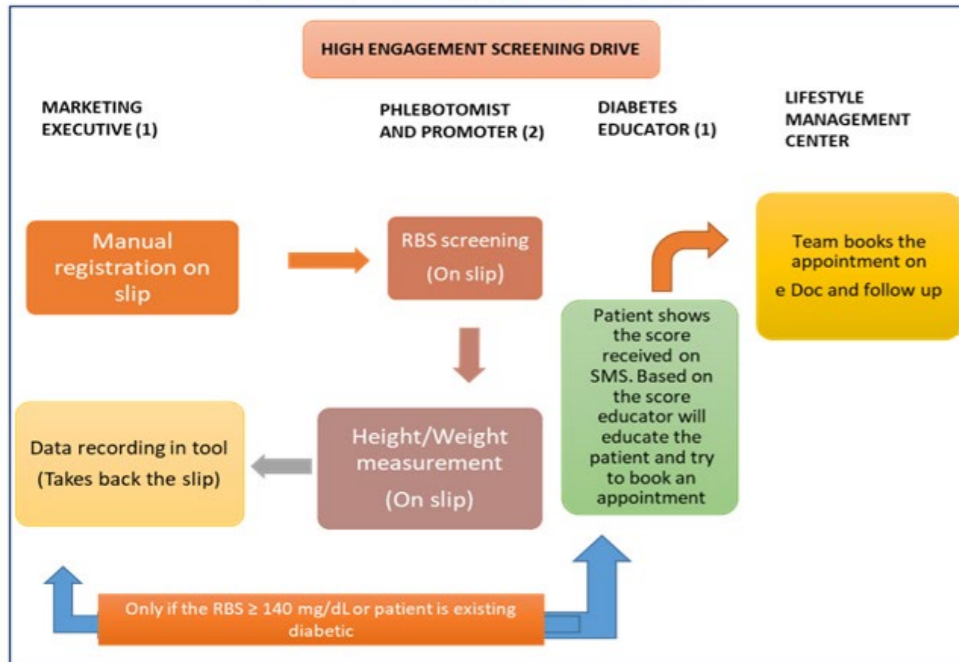 HIGH ENGAGEMENT SCREENING DRIVE
MARKETING
EXECUTIVE (1)
PHLEBOTOMIST
AND PROMOTER (2)
DIABETES
EDUCATOR (1)
LIFESTYLE
MANAGEMENT
CENTER
Manual
registration on
slip
RBS screening
(On slip)
Team books the
appointment on
e Doc and follow up
Patient shows
the score
received on
SMS. Based on
the score
educator will
educate the
patient and try
to book an
appointment
Data recording in tool
(Takes back the slip)
Height/Weight
measurement
(On slip)
Only if the RBS ≥ 140 mg/dL or patient is existing
diabetic